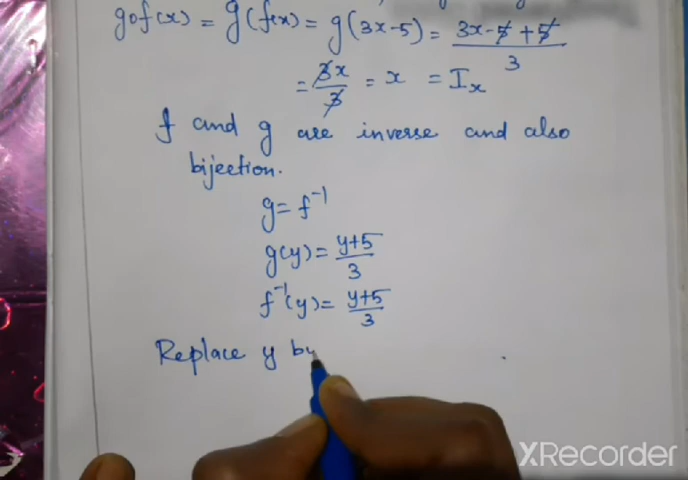 gof(x) = g(f(x)) = g(3x-5) = (3x-5+5)/3
= 3x/3 = x = Ix
f and g are inverse and also
bijection.
g = f⁻¹
g(y) = (y+5)/3
f⁻¹(y) = (y+5)/3
Replace y by
XRecorder